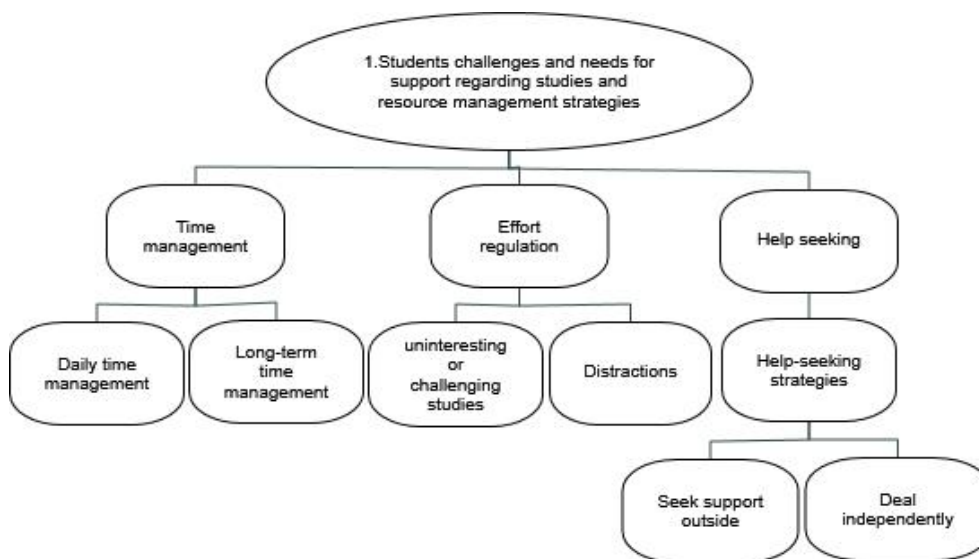 1.Students challenges and needs for
support regarding studies and
resource management strategies
Time
management
Effort
regulation
Help seeking
Daily time
management
Long-term
time
management
uninteresting
or
challenging
studies
Distractions
Help-seeking
strategies
Seek support
outside
Deal
independently